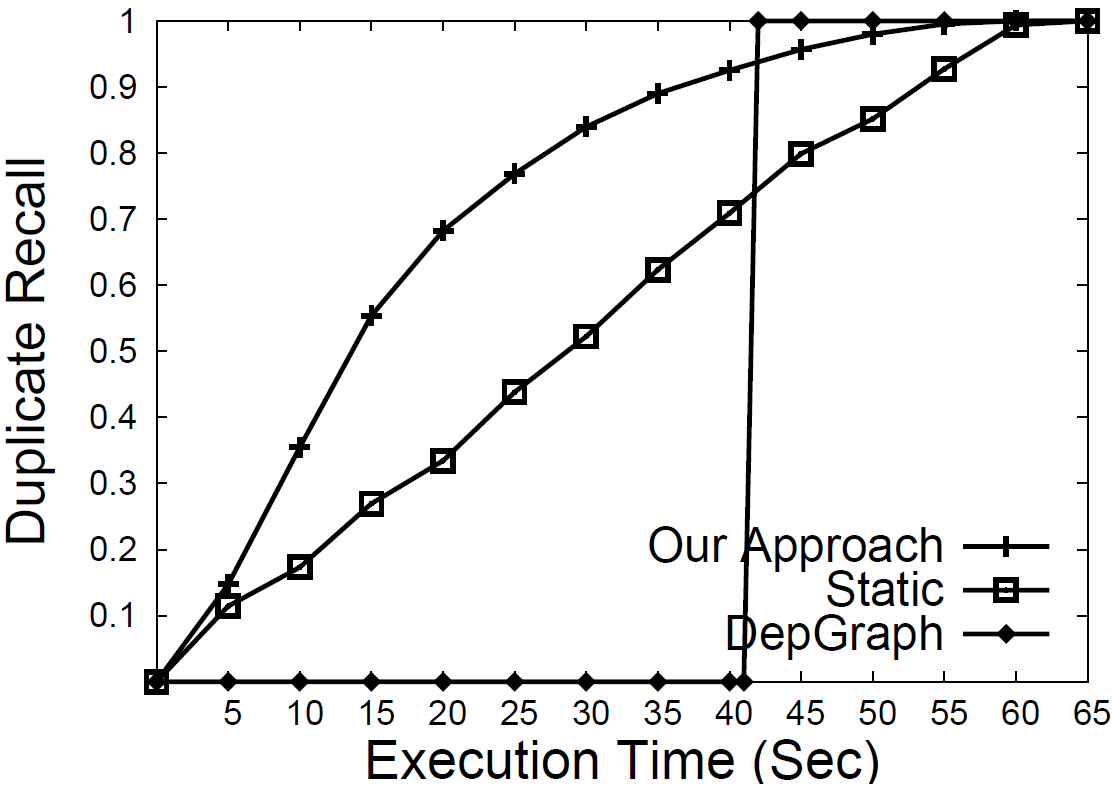 1
0.9
0.8
0.7
0.6
0.5
0.4
0.3
0.2
0.1
Duplicate Recall
Our Approach
Static
DepGraph
5 10 15 20 25 30 35 40 45 50 55 60 65
Execution Time (Sec)